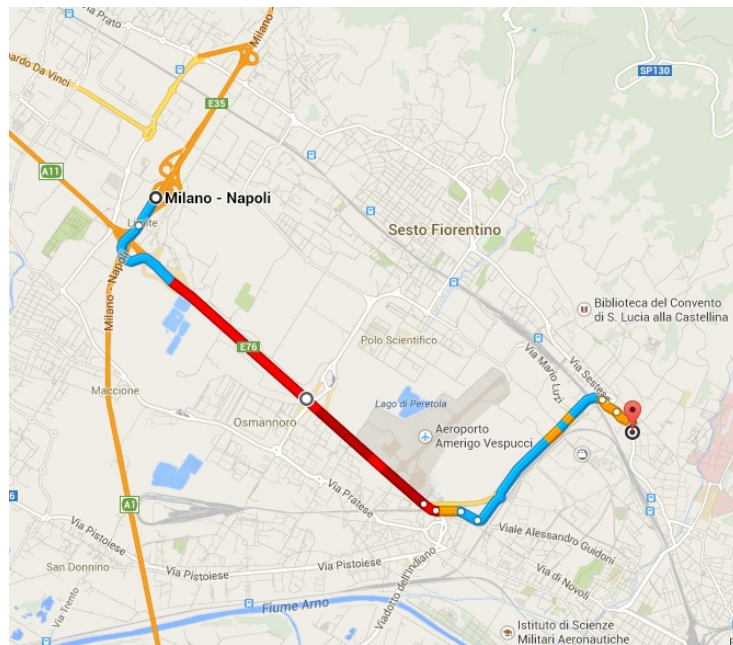 Via Prato
Milano
SP130
ardo Da Vinci
E35
A11
Milano - Napoli
Limite
Sesto Fiorentino
Milano - Napoli
Biblioteca del Convento
di S. Lucia alla Castellina
Polo Scientifico
E76
Via Mario Luzi
Via Sestese
Maccione
Lago di Peretola
Osmannoro
Aeroporto
Amerigo Vespucci
Via Pratese
A1
Via Pistoiese
Viale Alessandro Guidoni
Via Pistoiese
Via Pistoiese
San Donnino
Via di Novoli
Via Trento
Viadotto dell'Indiano
Fiume Arno
Istituto di Scienze
Militari Aeronautiche